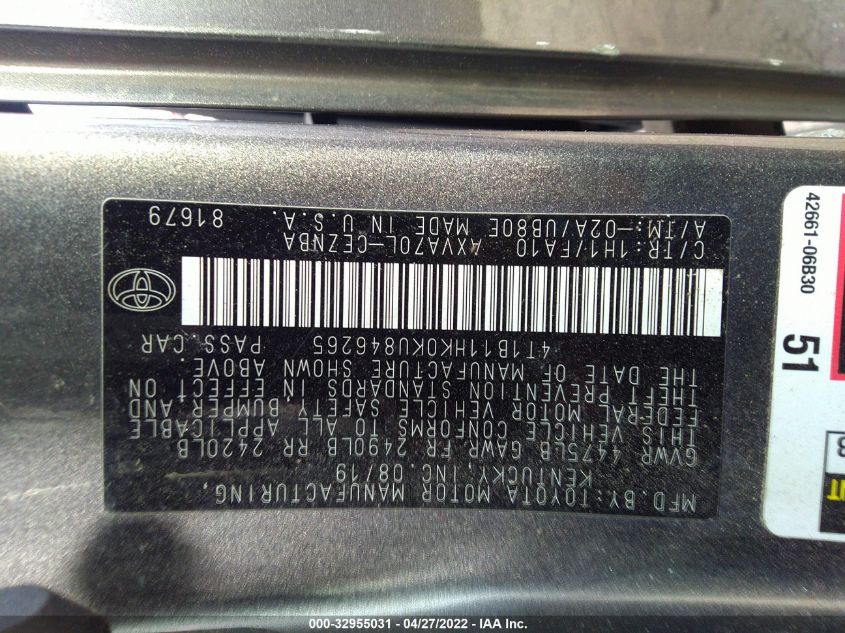 MFD. BY: TOYOTA MOTOR MANUFACTURING,
KENTUCKY, INC. 08/19
GVWR 4475LB GAWR FR 2490LB RR 2420LB
THIS VEHICLE CONFORMS TO ALL APPLICABLE
FEDERAL MOTOR VEHICLE SAFETY, BUMPER, AND
THEFT PREVENTION STANDARDS IN EFFECT ON
THE DATE OF MANUFACTURE SHOWN ABOVE.
4T1B11HK0KU846265 PASS. CAR
C/TR: 1H1/FA10 AXVA70L-CEZNBA
A/TM: -02A/UB80E MADE IN U.S.A. 81679
42661-06B30
51
000-32955031 - 04/27/2022 - IAA Inc.